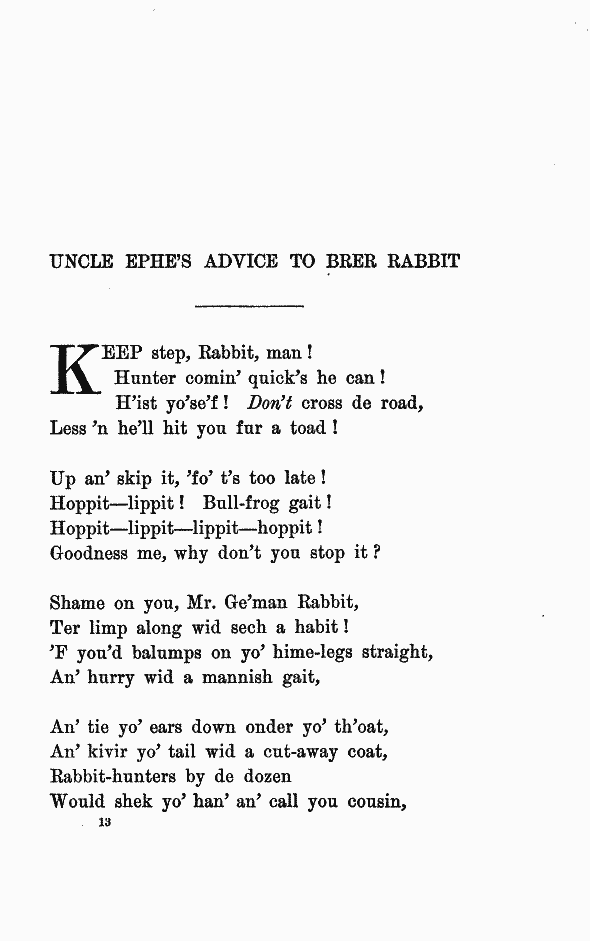 UNCLE EPHE'S ADVICE TO BRER RABBIT
KEEP step, Rabbit, man!
Hunter comin' quick's he can!
H'ist yo'se'f! Don't cross de road,
Less 'n he'll hit you fur a toad!
Up an' skip it, 'fo' t's too late!
Hoppit—lippit! Bull-frog gait!
Hoppit—lippit—lippit—hoppit!
Goodness me, why don't you stop it?
Shame on you, Mr. Ge'man Rabbit,
Ter limp along wid sech a habit!
'F you'd balumps on yo' hime-legs straight,
An' hurry wid a mannish gait,
An' tie yo' ears down onder yo' th'oat,
An' kivir yo' tail wid a cut-away coat,
Rabbit-hunters by de dozen
Would shek yo' han' an' call you cousin,
13